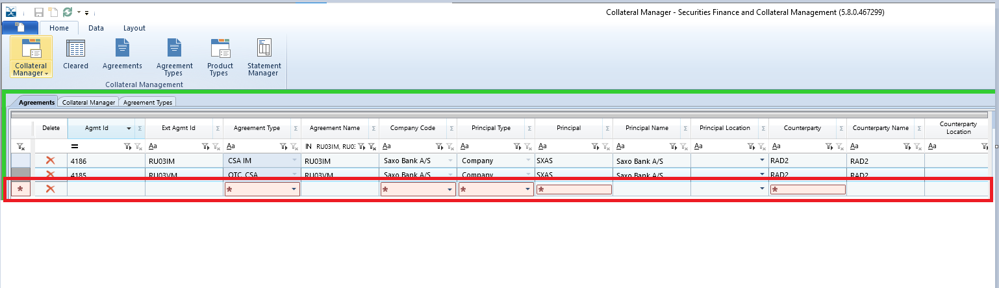 Collateral Manager - Securities Finance and Collateral Management (5.8.0.467299)
Home Data Layout
Collateral Manager Cleared Agreements Agreement Types Product Types Statement Manager
Collateral Management
Agreements Collateral Manager Agreement Types
Delete Agmt Id Σ Ext Agmt Id Σ Agreement Type Σ Agreement Name Σ Company Code Σ Principal Type Σ Principal Σ Principal Name Σ Principal Location Σ Counterparty Σ Counterparty Name Σ Counterparty Location
= Aa Aa IN RU03IM, RU0 Aa Aa Aa Aa Aa Aa Aa Aa
4186 RU03IM CSA IM RU03IM Saxo Bank A/S Company SXAS Saxo Bank A/S RAD2 RAD2
4185 RU03VM OTC CSA RU03VM Saxo Bank A/S Company SXAS Saxo Bank A/S RAD2 RAD2
* * * * * *